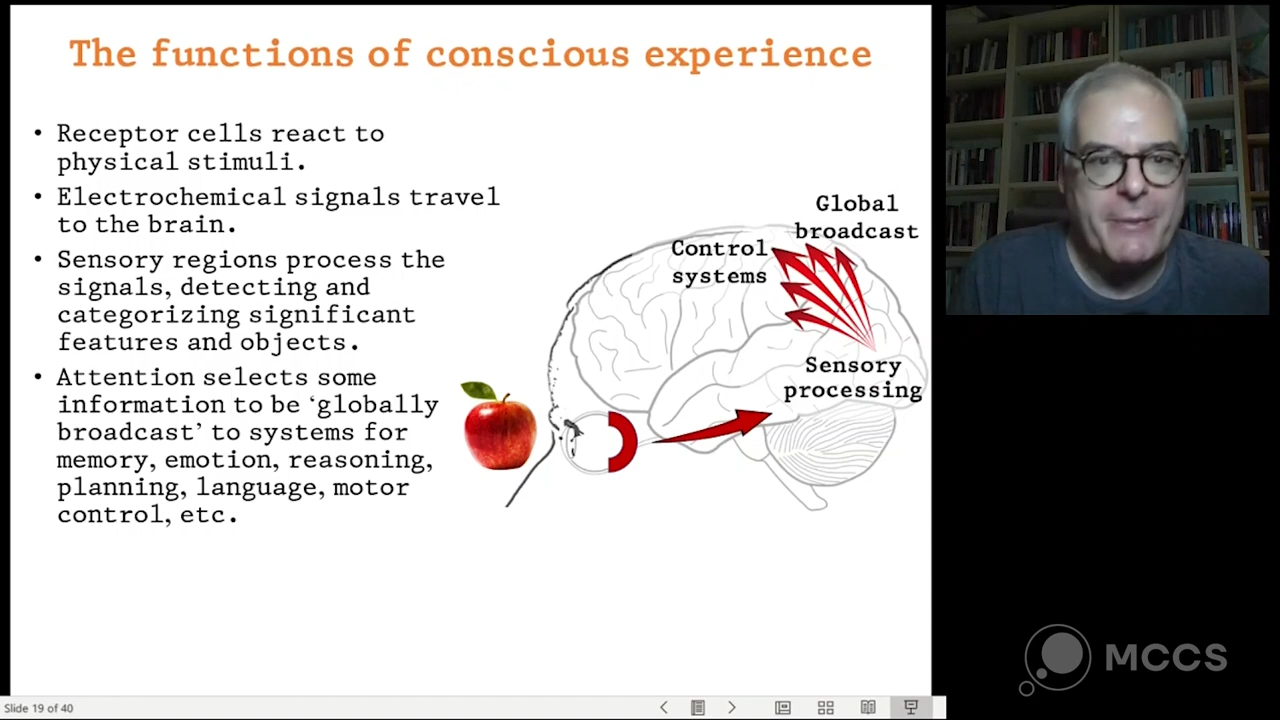 The functions of conscious experience
• Receptor cells react to
physical stimuli.
• Electrochemical signals travel
to the brain.
• Sensory regions process the
signals, detecting and
categorizing significant
features and objects.
• Attention selects some
information to be ‘globally
broadcast’ to systems for
memory, emotion, reasoning,
planning, language, motor
control, etc.
Global
broadcast
Control
systems
Sensory
processing
MCCS
Slide 19 of 40